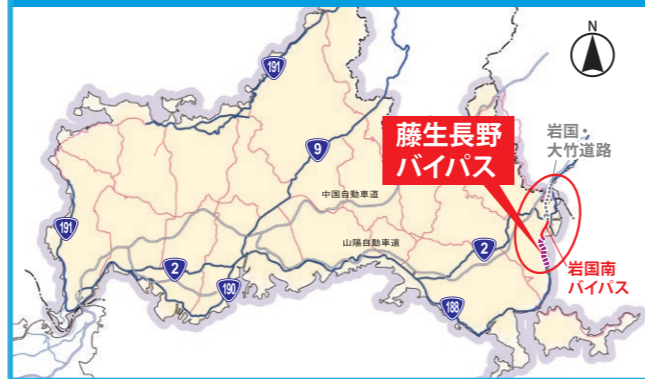 N
191
9
藤生長野
バイパス
岩国・
大竹道路
中国自動車道
191
山陽自動車道
2
2
岩国南
バイパス
190
188